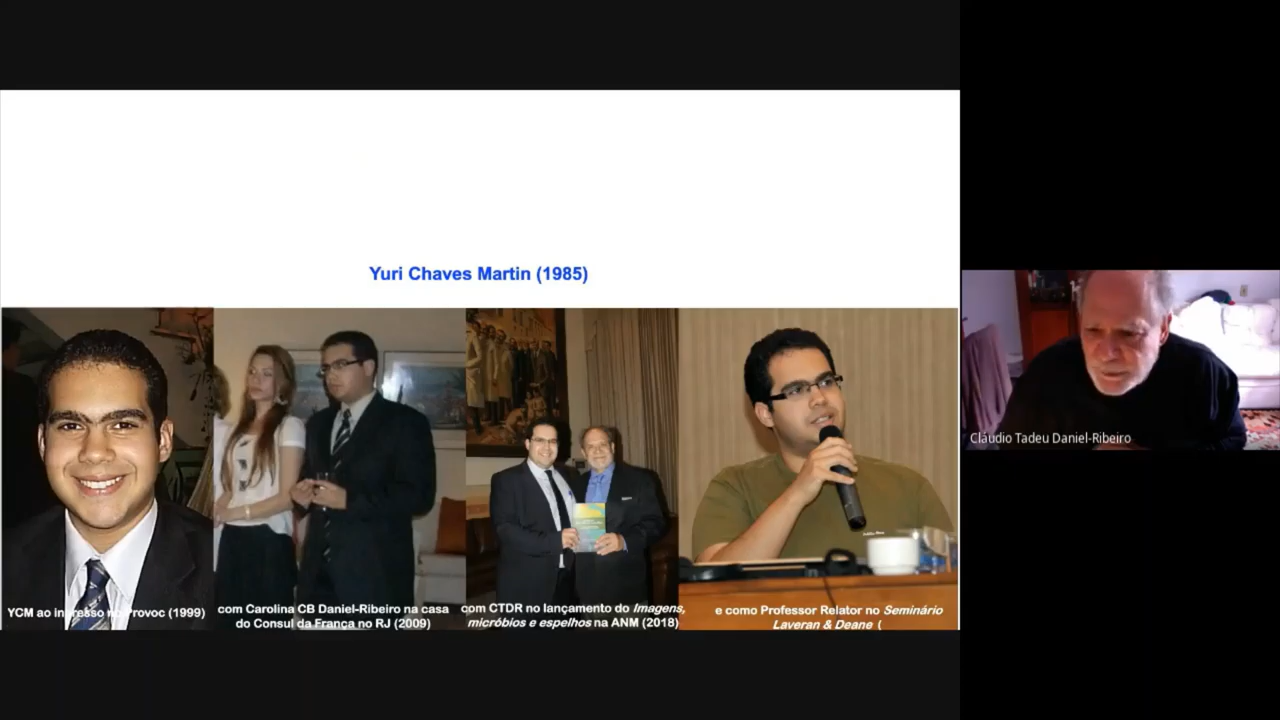 Yuri Chaves Martin (1985)
YCM ao ingresso no Provoc (1999)
com Carolina CB Daniel-Ribeiro na casa
do Consul da França no RJ (2009)
com CTDR no lançamento do Imagens,
micróbios e espelhos na ANM (2018)
e como Professor Relator no Seminário
Laveran & Deane (
Cláudio Tadeu Daniel-Ribeiro